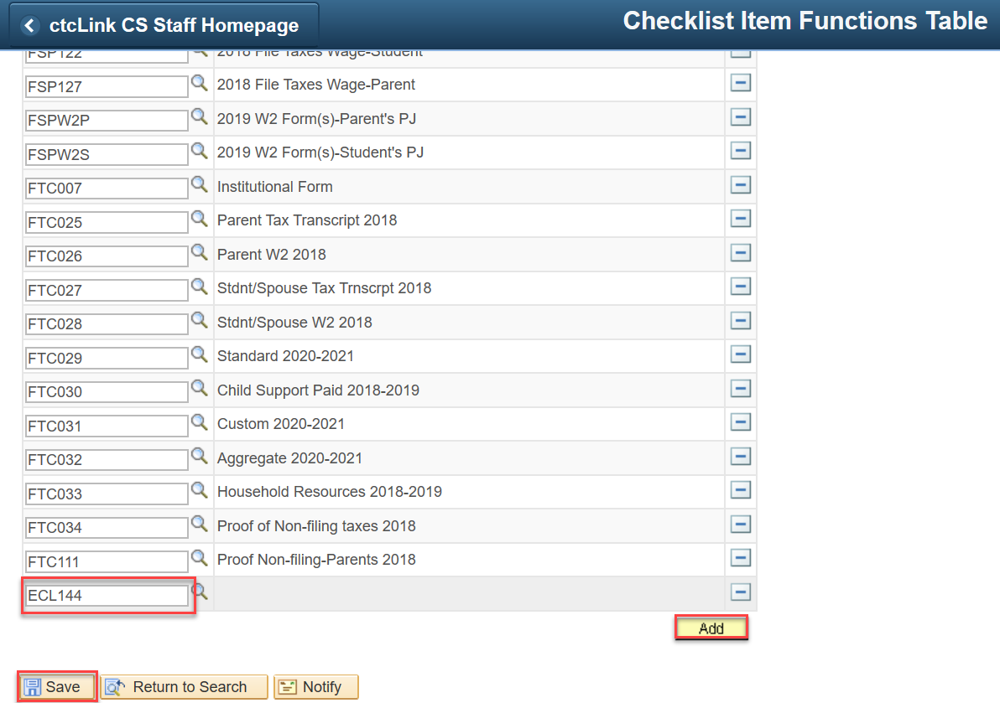 ctcLink CS Staff Homepage
Checklist Item Functions Table
FSP122 2018 File Taxes Wage-Student
FSP127 2018 File Taxes Wage-Parent
FSPW2P 2019 W2 Form(s)-Parent's PJ
FSPW2S 2019 W2 Form(s)-Student's PJ
FTC007 Institutional Form
FTC025 Parent Tax Transcript 2018
FTC026 Parent W2 2018
FTC027 Stdnt/Spouse Tax Trnscrpt 2018
FTC028 Stdnt/Spouse W2 2018
FTC029 Standard 2020-2021
FTC030 Child Support Paid 2018-2019
FTC031 Custom 2020-2021
FTC032 Aggregate 2020-2021
FTC033 Household Resources 2018-2019
FTC034 Proof of Non-filing taxes 2018
FTC111 Proof Non-filing-Parents 2018
ECL144
Add
Save Return to Search Notify